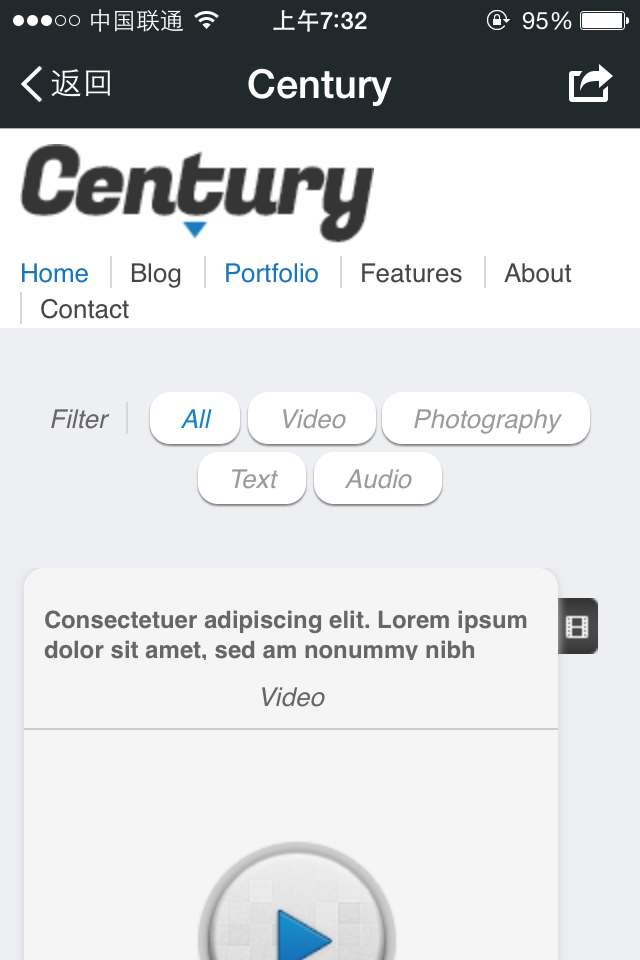 中国联通 上午7:32 95%
返回 Century
Century
Home Blog Portfolio Features About
Contact
Filter All Video Photography
Text Audio
Consectetuer adipiscing elit. Lorem ipsum
dolor sit amet, sed am nonummy nibh
Video